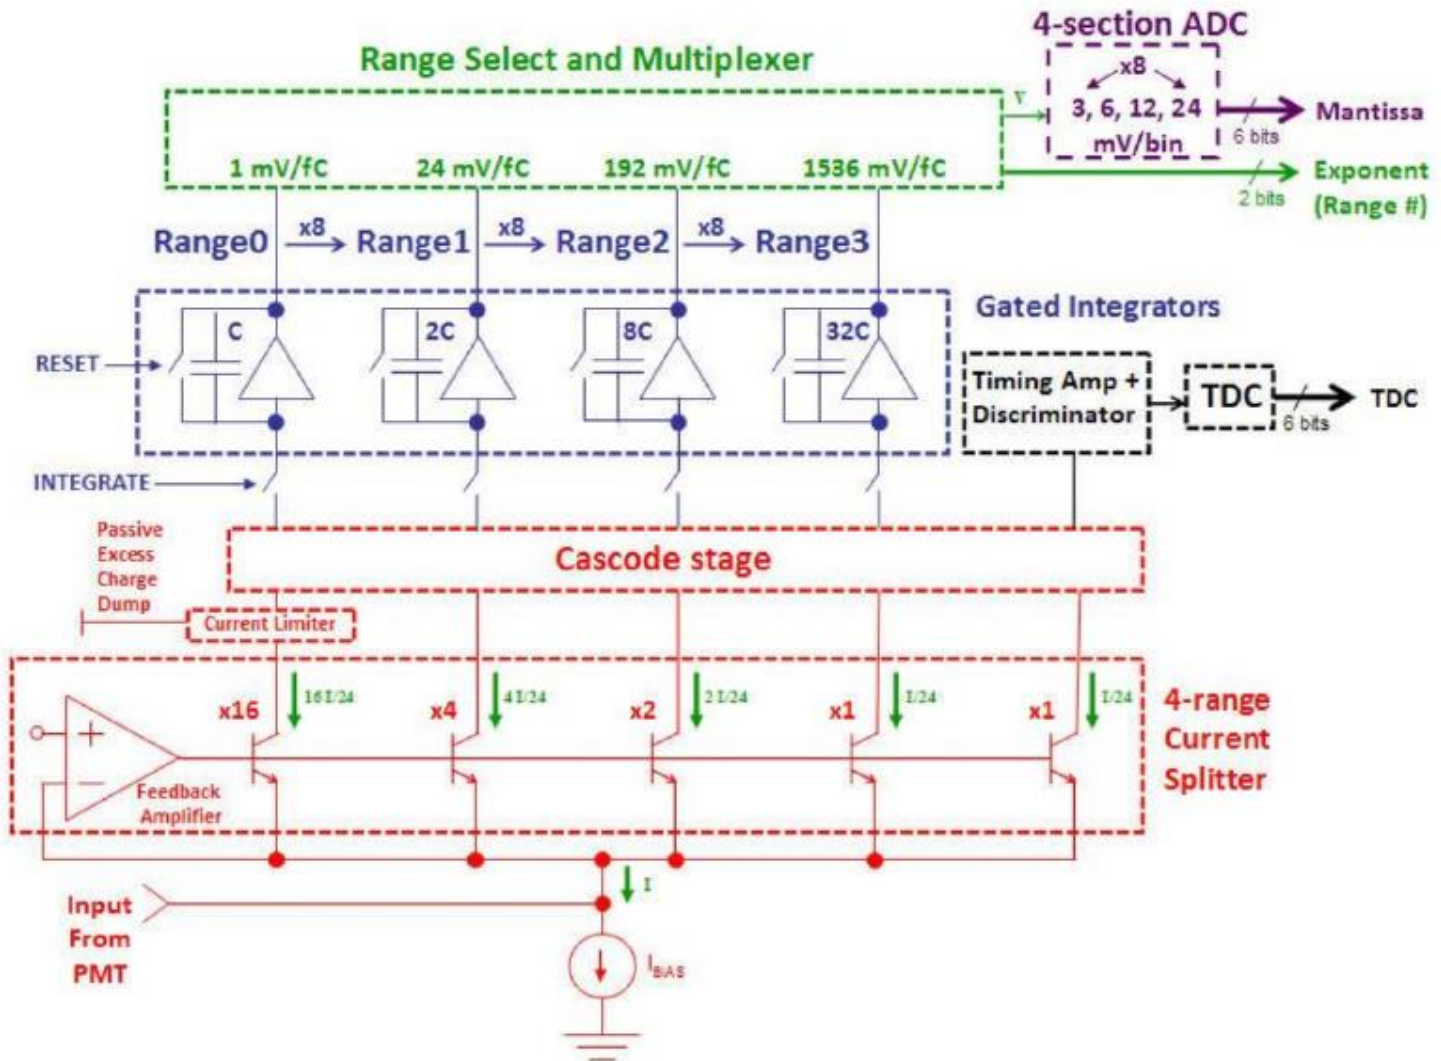 4-section ADC
Range Select and Multiplexer
x8
3, 6, 12, 24
mV/bin
V
6 bits
Mantissa
1 mV/fC
24 mV/fC
192 mV/fC
1536 mV/fC
2 bits
Exponent
(Range #)
Range0
x8
Range1
x8
Range2
x8
Range3
Gated Integrators
C
2C
8C
32C
RESET
Timing Amp +
Discriminator
TDC
6 bits
TDC
INTEGRATE
Passive
Excess
Charge
Dump
Cascode stage
Current Limiter
x16
16 I/24
x4
4 I/24
x2
2 I/24
x1
I/24
x1
I/24
4-range
Current
Splitter
+
−
Feedback
Amplifier
I
Input
From
PMT
IBIAS